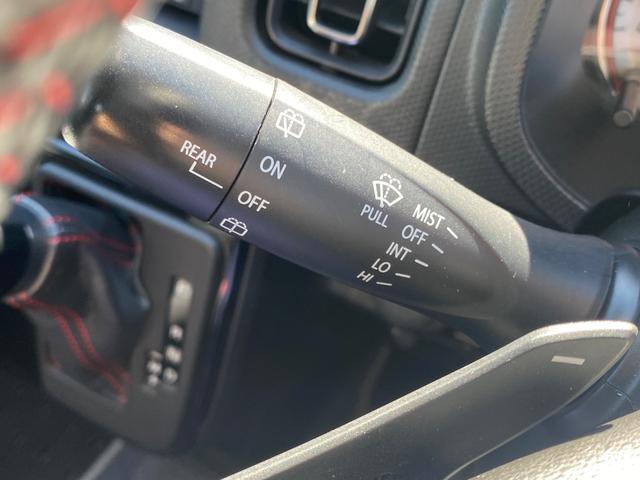 REAR
ON
OFF
PULL
MIST
OFF
INT
LO
HI